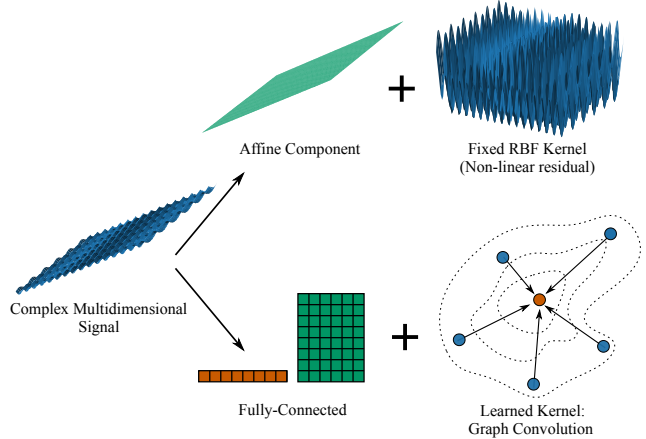 Affine Component
Fixed RBF Kernel
(Non-linear residual)
Complex Multidimensional
Signal
Fully-Connected
Learned Kernel:
Graph Convolution